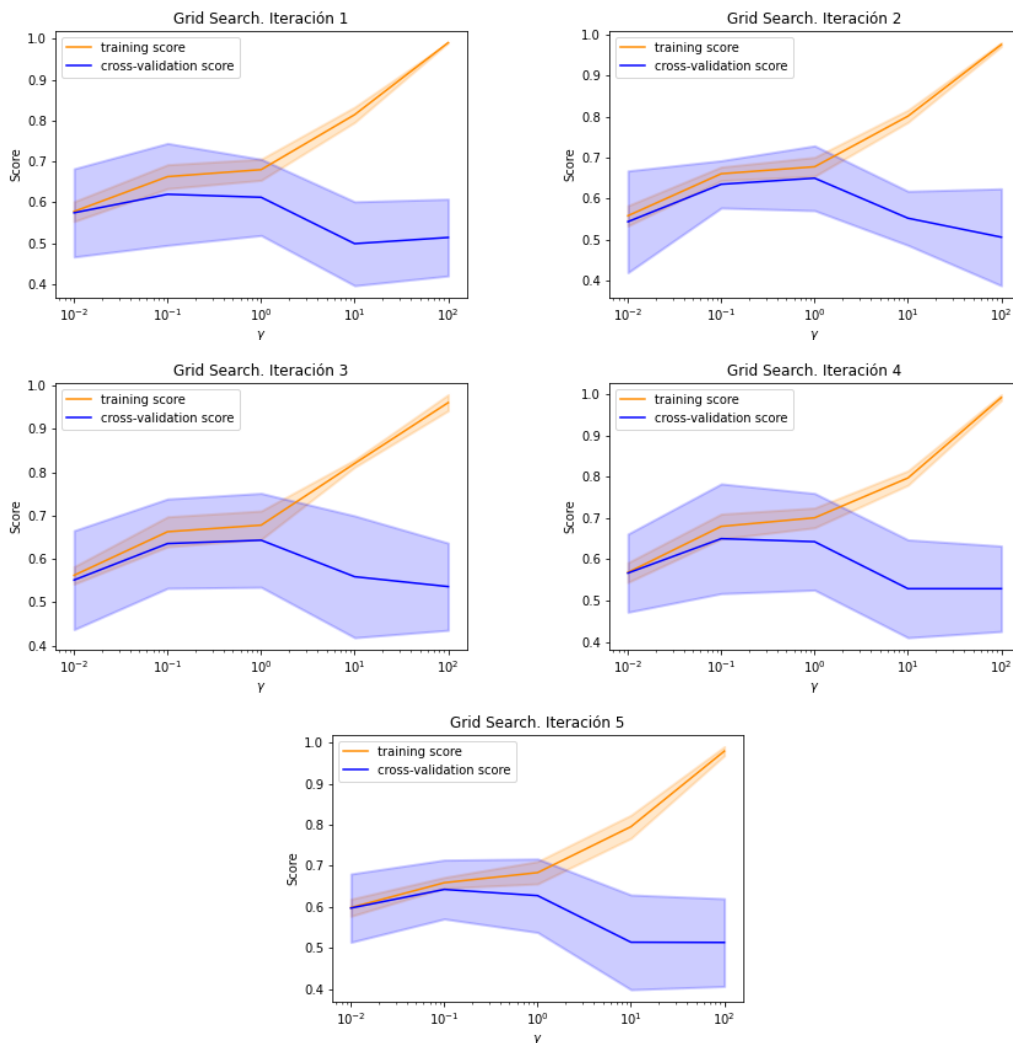 Grid Search. Iteración 1
training score
cross-validation score
1.0
0.9
0.8
0.7
0.6
0.5
0.4
Score
10⁻² 10⁻¹ 10⁰ 10¹ 10²
γ
Grid Search. Iteración 2
training score
cross-validation score
1.0
0.9
0.8
0.7
0.6
0.5
0.4
Score
10⁻² 10⁻¹ 10⁰ 10¹ 10²
γ
Grid Search. Iteración 3
training score
cross-validation score
1.0
0.9
0.8
0.7
0.6
0.5
0.4
Score
10⁻² 10⁻¹ 10⁰ 10¹ 10²
γ
Grid Search. Iteración 4
training score
cross-validation score
1.0
0.9
0.8
0.7
0.6
0.5
0.4
Score
10⁻² 10⁻¹ 10⁰ 10¹ 10²
γ
Grid Search. Iteración 5
training score
cross-validation score
1.0
0.9
0.8
0.7
0.6
0.5
0.4
Score
10⁻² 10⁻¹ 10⁰ 10¹ 10²
γ